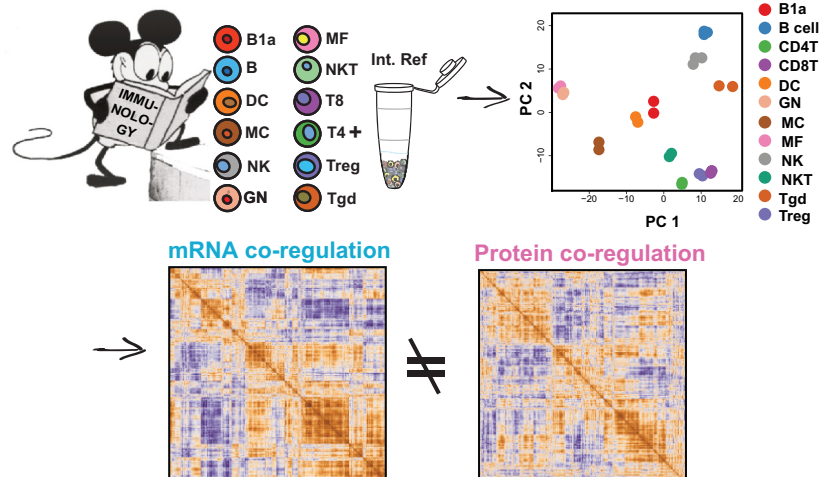 IMMU-
NOLO-
GY
B1a
B
DC
MC
NK
GN
MF
NKT
T8
T4 +
Treg
Tgd
Int. Ref
PC 2
20
10
0
−10
−20
−10
0
10
20
PC 1
B1a
B cell
CD4T
CD8T
DC
GN
MC
MF
NK
NKT
Tgd
Treg
mRNA co-regulation
Protein co-regulation
≠